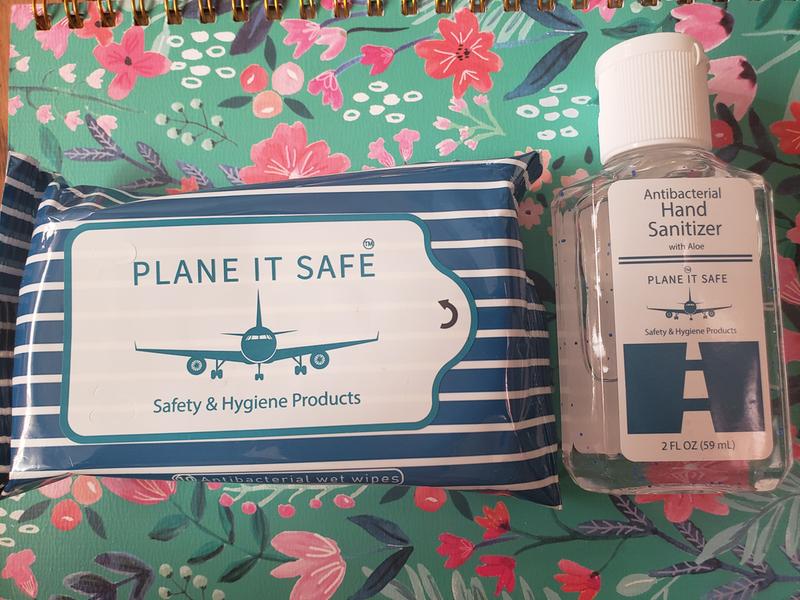 PLANE IT SAFE™
Safety & Hygiene Products
Antibacterial wet wipes
Antibacterial
Hand
Sanitizer
with Aloe
PLANE IT SAFE
Safety & Hygiene Products
2 FL OZ (59 mL)